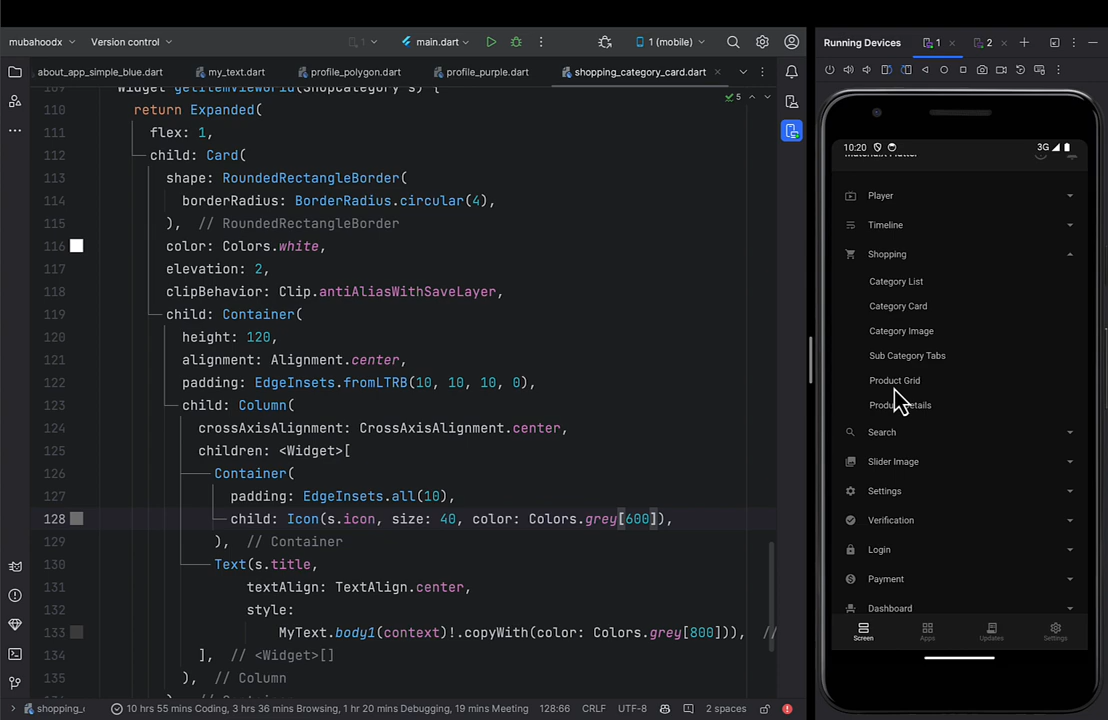 mubahoodx
Version control
1
main.dart
1 (mobile)
Running Devices
1
2
about_app_simple_blue.dart
my_text.dart
profile_polygon.dart
profile_purple.dart
shopping_category_card.dart
5
110 return Expanded(
111 flex: 1,
112 child: Card(
113 shape: RoundedRectangleBorder(
114 borderRadius: BorderRadius.circular(4),
115 ), // RoundedRectangleBorder
116 color: Colors.white,
117 elevation: 2,
118 clipBehavior: Clip.antiAliasWithSaveLayer,
119 child: Container(
120 height: 120,
121 alignment: Alignment.center,
122 padding: EdgeInsets.fromLTRB(10, 10, 10, 0),
123 child: Column(
124 crossAxisAlignment: CrossAxisAlignment.center,
125 children: <Widget>[
126 Container(
127 padding: EdgeInsets.all(10),
128 child: Icon(s.icon, size: 40, color: Colors.grey[600]),
129 ), // Container
130 Text(s.title,
131 textAlign: TextAlign.center,
132 style:
133 MyText.body1(context)!.copyWith(color: Colors.grey[800])), //
134 ], // <Widget>[]
135 ), // Column
shopping_
10 hrs 55 mins Coding, 3 hrs 36 mins Browsing, 1 hr 20 mins Debugging, 19 mins Meeting
128:66
CRLF
UTF-8
2 spaces
10:20
3G
Player
Timeline
Shopping
Category List
Category Card
Category Image
Sub Category Tabs
Product Grid
Search
Slider Image
Settings
Verification
Login
Payment
Dashboard
Screen
Apps
Updates
Settings